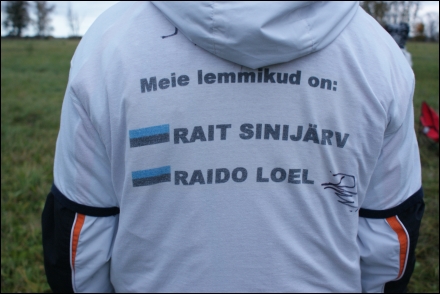 Meie lemmikud on:
RAIT SINIJÄRV
RAIDO LOEL